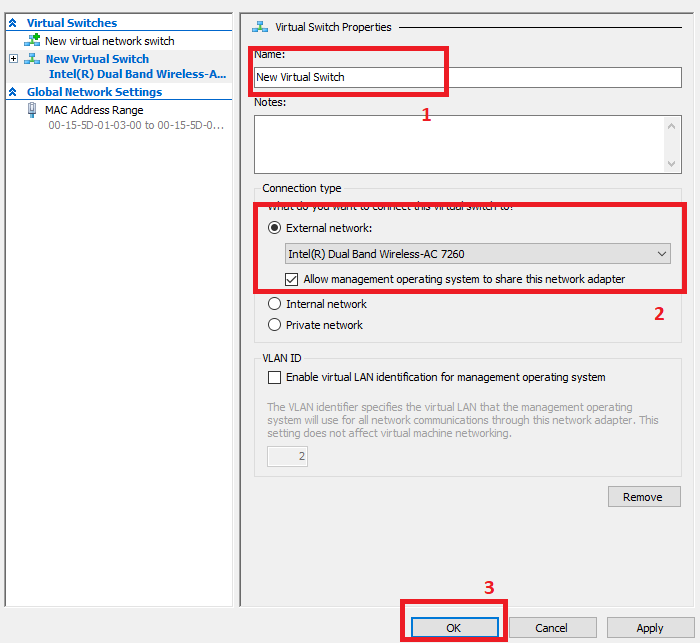 Virtual Switches
New virtual network switch
New Virtual Switch
Intel(R) Dual Band Wireless-A...
Global Network Settings
MAC Address Range
00-15-5D-01-03-00 to 00-15-5D-0...
Virtual Switch Properties
Name:
New Virtual Switch
1
Notes:
Connection type
What do you want to connect this virtual switch to?
External network:
Intel(R) Dual Band Wireless-AC 7260
Allow management operating system to share this network adapter
Internal network
2
Private network
VLAN ID
Enable virtual LAN identification for management operating system
The VLAN identifier specifies the virtual LAN that the management operating
system will use for all network communications through this network adapter. This
setting does not affect virtual machine networking.
2
Remove
3
OK
Cancel
Apply